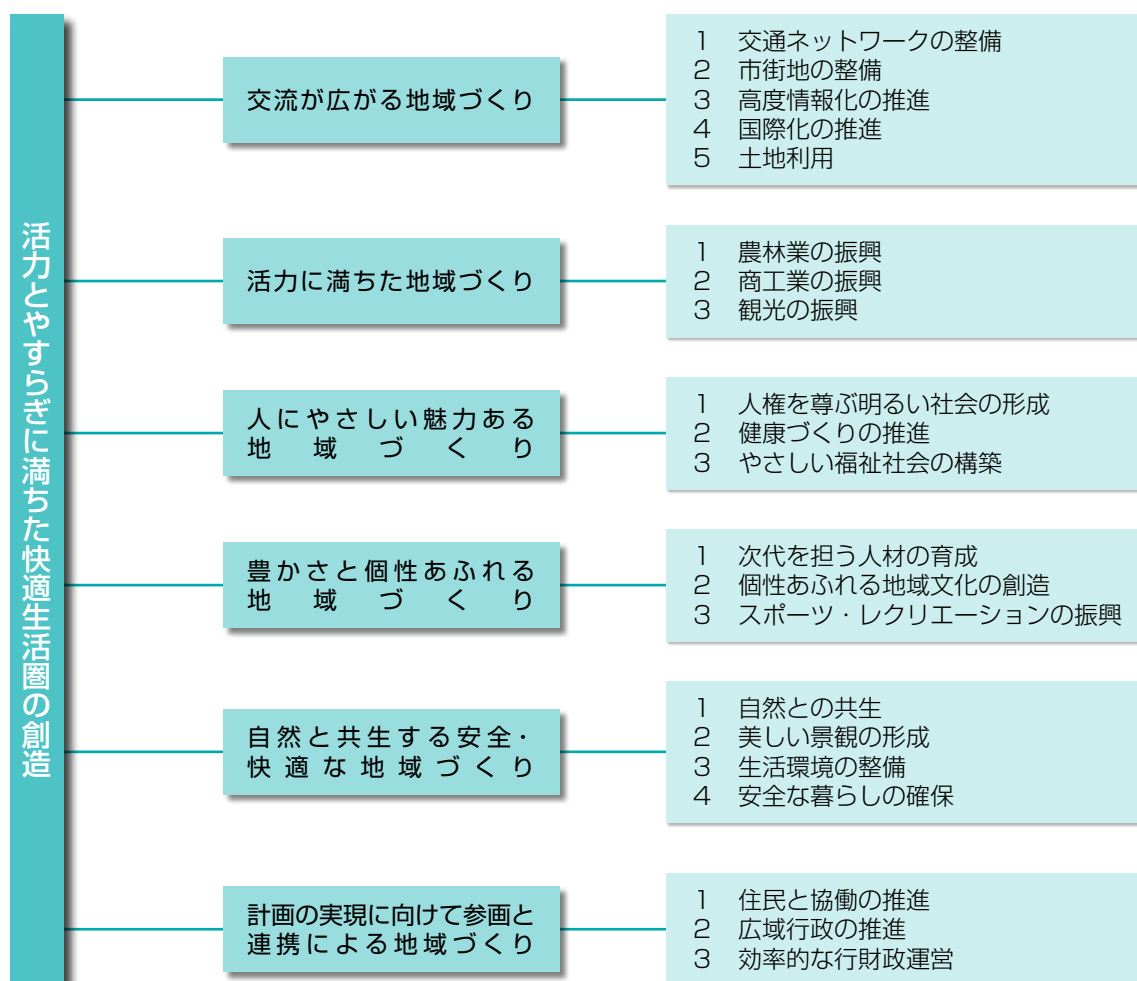 活力とやすらぎに満ちた快適生活圏の創造
交流が広がる地域づくり
1 交通ネットワークの整備
2 市街地の整備
3 高度情報化の推進
4 国際化の推進
5 土地利用
活力に満ちた地域づくり
1 農林業の振興
2 商工業の振興
3 観光の振興
人にやさしい魅力ある
地域づくり
1 人権を尊ぶ明るい社会の形成
2 健康づくりの推進
3 やさしい福祉社会の構築
豊かさと個性あふれる
地域づくり
1 次代を担う人材の育成
2 個性あふれる地域文化の創造
3 スポーツ・レクリエーションの振興
自然と共生する安全・
快適な地域づくり
1 自然との共生
2 美しい景観の形成
3 生活環境の整備
4 安全な暮らしの確保
計画の実現に向けて参画と
連携による地域づくり
1 住民と協働の推進
2 広域行政の推進
3 効率的な行財政運営